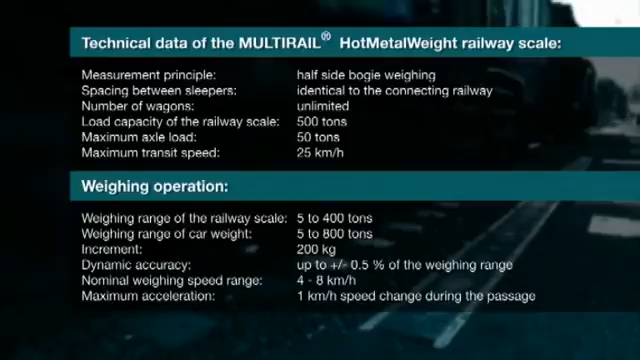 Technical data of the MULTIRAIL® HotMetalWeight railway scale:
Measurement principle: half side bogie weighing
Spacing between sleepers: identical to the connecting railway
Number of wagons: unlimited
Load capacity of the railway scale: 500 tons
Maximum axle load: 50 tons
Maximum transit speed: 25 km/h
Weighing operation:
Weighing range of the railway scale: 5 to 400 tons
Weighing range of car weight: 5 to 800 tons
Increment: 200 kg
Dynamic accuracy: up to +/- 0.5 % of the weighing range
Nominal weighing speed range: 4 - 8 km/h
Maximum acceleration: 1 km/h speed change during the passage